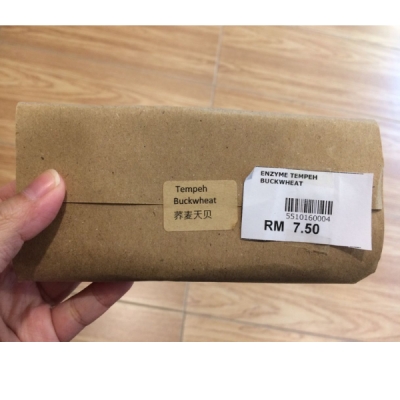 Tempeh
Buckwheat
荞麦天贝
ENZYME TEMPEH
BUCKWHEAT
5510160004
RM 7.50